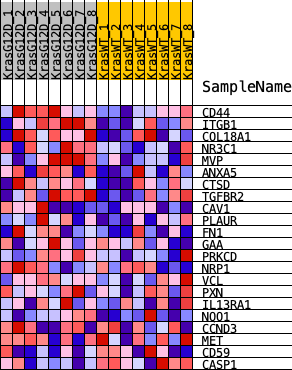 KrasG12D_1
KrasG12D_2
KrasG12D_3
KrasG12D_4
KrasG12D_5
KrasG12D_6
KrasG12D_7
KrasG12D_8
KrasWT_1
KrasWT_2
KrasWT_3
KrasWT_4
KrasWT_5
KrasWT_6
KrasWT_7
KrasWT_8
SampleName
CD44
ITGB1
COL18A1
NR3C1
MVP
ANXA5
CTSD
TGFBR2
CAV1
PLAUR
FN1
GAA
PRKCD
NRP1
VCL
PXN
IL13RA1
NQO1
CCND3
MET
CD59
CASP1